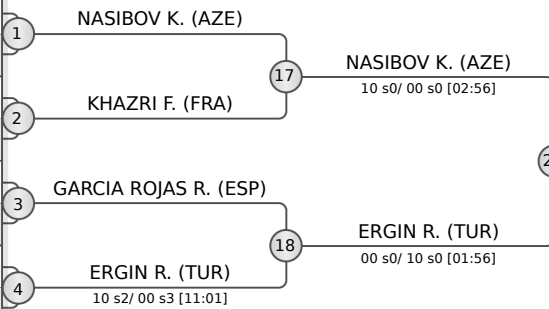 NASIBOV K. (AZE)
1
NASIBOV K. (AZE)
17
10 s0/ 00 s0 [02:56]
KHAZRI F. (FRA)
2
GARCIA ROJAS R. (ESP)
3
ERGIN R. (TUR)
18
00 s0/ 10 s0 [01:56]
ERGIN R. (TUR)
4
10 s2/ 00 s3 [11:01]